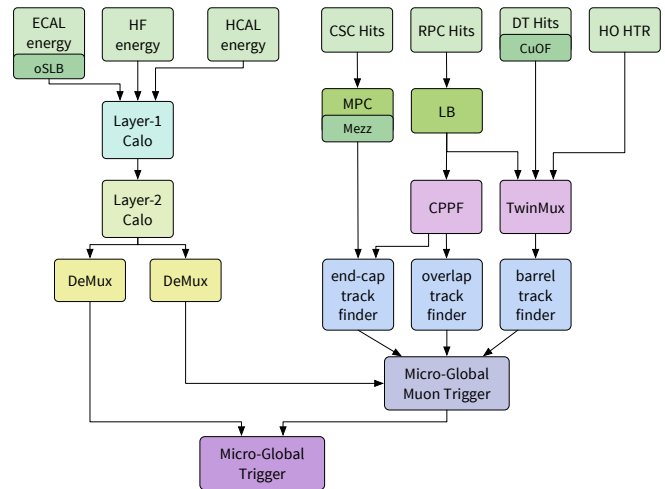 ECAL
energy
oSLB
HF
energy
HCAL
energy
CSC Hits
RPC Hits
DT Hits
CuOF
HO HTR
Layer-1
Calo
MPC
Mezz
LB
Layer-2
Calo
CPPF
TwinMux
DeMux
DeMux
end-cap
track
finder
overlap
track
finder
barrel
track
finder
Micro-Global
Muon Trigger
Micro-Global
Trigger